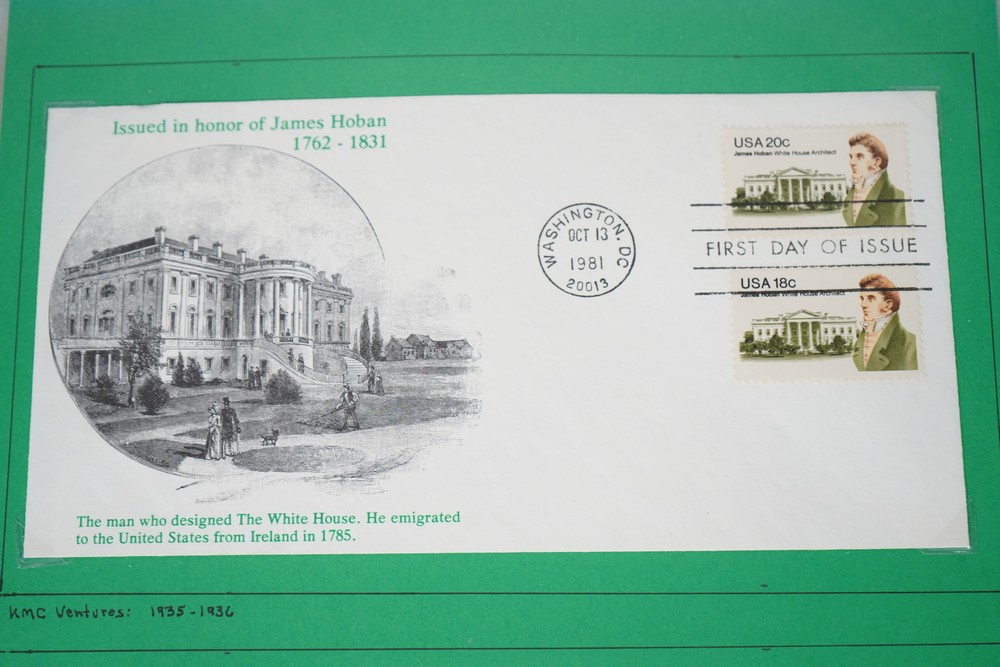 Issued in honor of James Hoban
1762 - 1831
USA 20c
James Hoban White House Architect
WASHINGTON, DC
OCT 13
1981
20013
FIRST DAY OF ISSUE
USA 18c
James Hoban White House Architect
The man who designed The White House. He emigrated
to the United States from Ireland in 1785.
KMC Ventures: 1935-1936